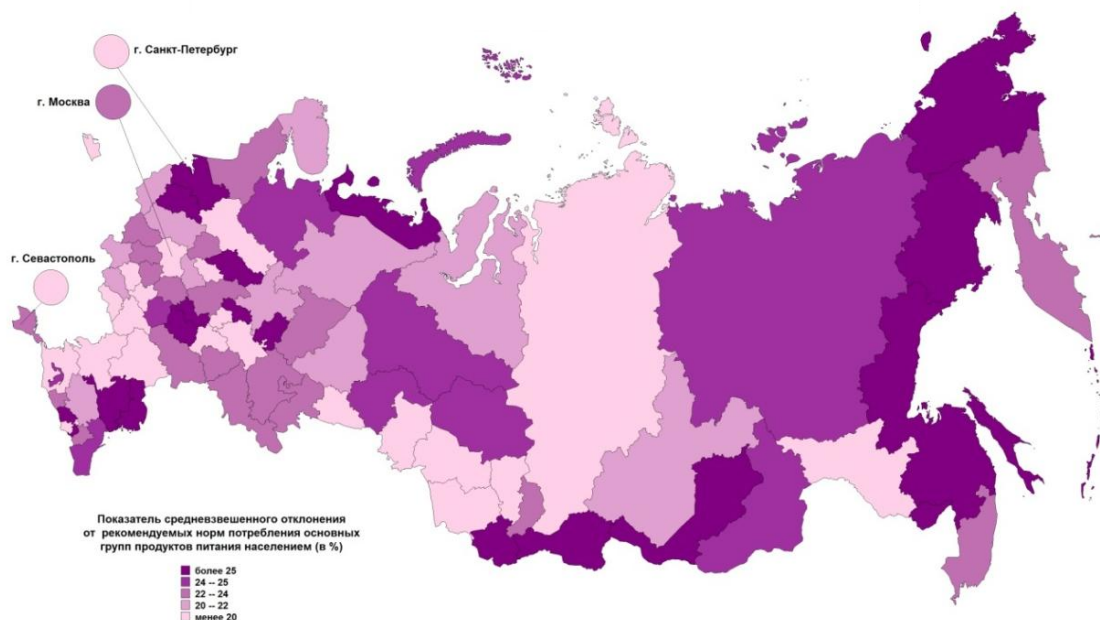 г. Санкт-Петербург
г. Москва
г. Севастополь
Показатель средневзвешенного отклонения
от рекомендуемых норм потребления основных
групп продуктов питания населением (в %)
более 25
24 -- 25
22 -- 24
20 -- 22
менее 20